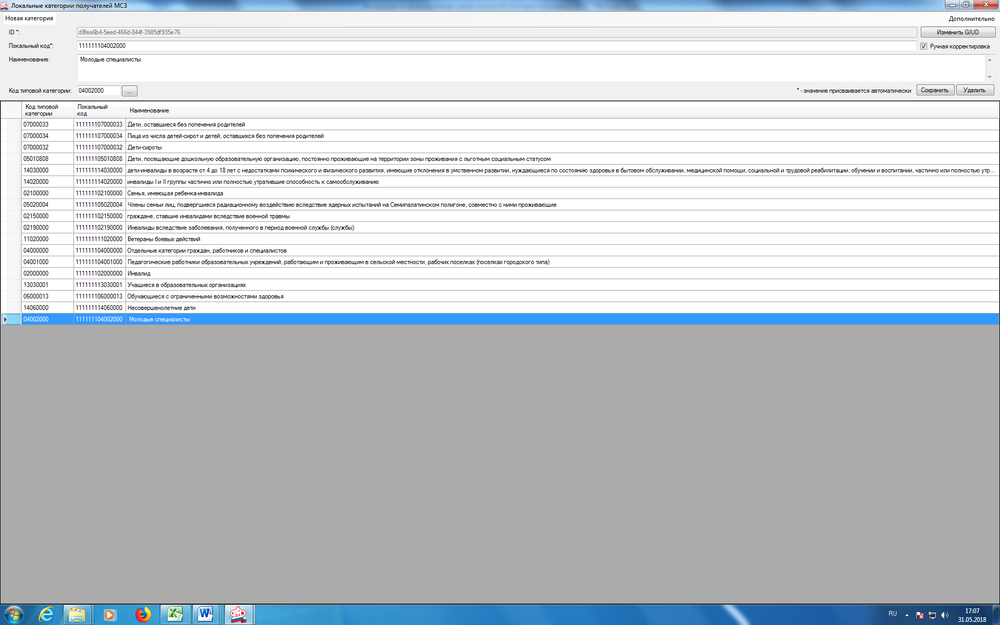 Локальные категории получателей МСЗ
Новая категория
Дополнительно
ID *:
d8fea6b4-5eed-466d-844f-3985df935e76
Изменить GIUD
Локальный код*:
111111104002000
Ручная корректировка
Наименование:
Молодые специалисты
Код типовой категории:
04002000
...
* - значение присваивается автоматически
Сохранить
Удалить
Код типовой категории
Локальный код
Наименование
07000033 111111107000033 Дети, оставшиеся без попечения родителей
07000034 111111107000034 Лица из числа детей-сирот и детей, оставшихся без попечения родителей
07000032 111111107000032 Дети-сироты
05010808 111111105010808 Дети, посещающие дошкольную образовательную организацию, постоянно проживающие на территории зоны проживания с льготным социальным статусом
14030000 111111114030000 дети-инвалиды в возрасте от 4 до 18 лет с недостатками психического и физического развития, имеющие отклонения в умственном развитии, нуждающиеся по состоянию здоровья в бытовом обслуживании, медицинской помощи, социальной и трудовой реабилитации, обучении и воспитании, частично или полностью утр...
14020000 111111114020000 инвалиды I и II группы частично или полностью утратившие способность к самообслуживанию
02100000 111111102100000 Семья, имеющая ребенка-инвалида
05020004 111111105020004 Члены семьи лиц, подвергшиеся радиационному воздействию вследствие ядерных испытаний на Семипалатинском полигоне, совместно с ними проживающие
02150000 111111102150000 граждане, ставшие инвалидами вследствие военной травмы
02190000 111111102190000 Инвалиды вследствие заболевания, полученного в период военной службы (службы)
11020000 111111111020000 Ветераны боевых действий
04000000 111111104000000 Отдельные категории граждан, работников и специалистов
04001000 111111104001000 Педагогические работники образовательных учреждений, работающим и проживающим в сельской местности, рабочих поселках (поселках городского типа)
02000000 111111102000000 Инвалид
13030001 111111113030001 Учащиеся в образовательных организациях
06000013 111111106000013 Обучающиеся с ограниченными возможностями здоровья
14060000 111111114060000 Несовершенолетние дети
04002000 111111104002000 Молодые специалисты
RU
17:07
31.05.2018